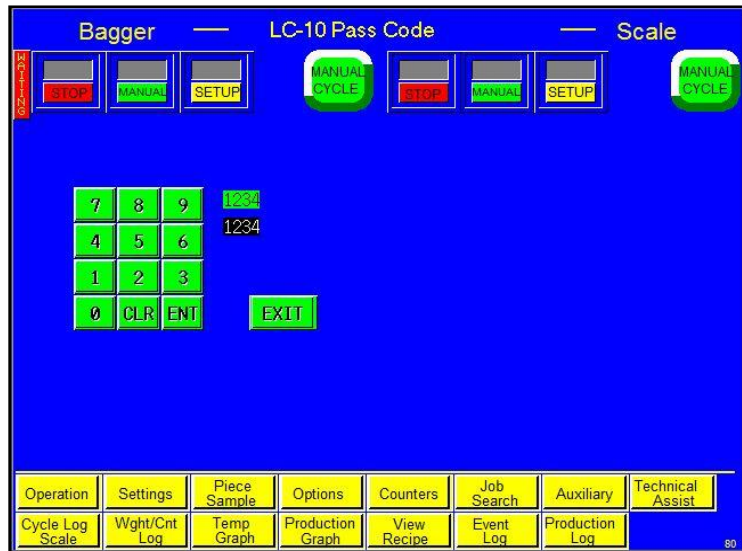 Bagger — LC-10 Pass Code — Scale
WAITING
STOP MANUAL SETUP MANUAL CYCLE STOP MANUAL SETUP MANUAL CYCLE
7 8 9 1234
4 5 6 1234
1 2 3
0 CLR ENT EXIT
Operation Settings Piece Sample Options Counters Job Search Auxiliary Technical Assist
Cycle Log Scale Wght/Cnt Log Temp Graph Production Graph View Recipe Event Log Production Log
80